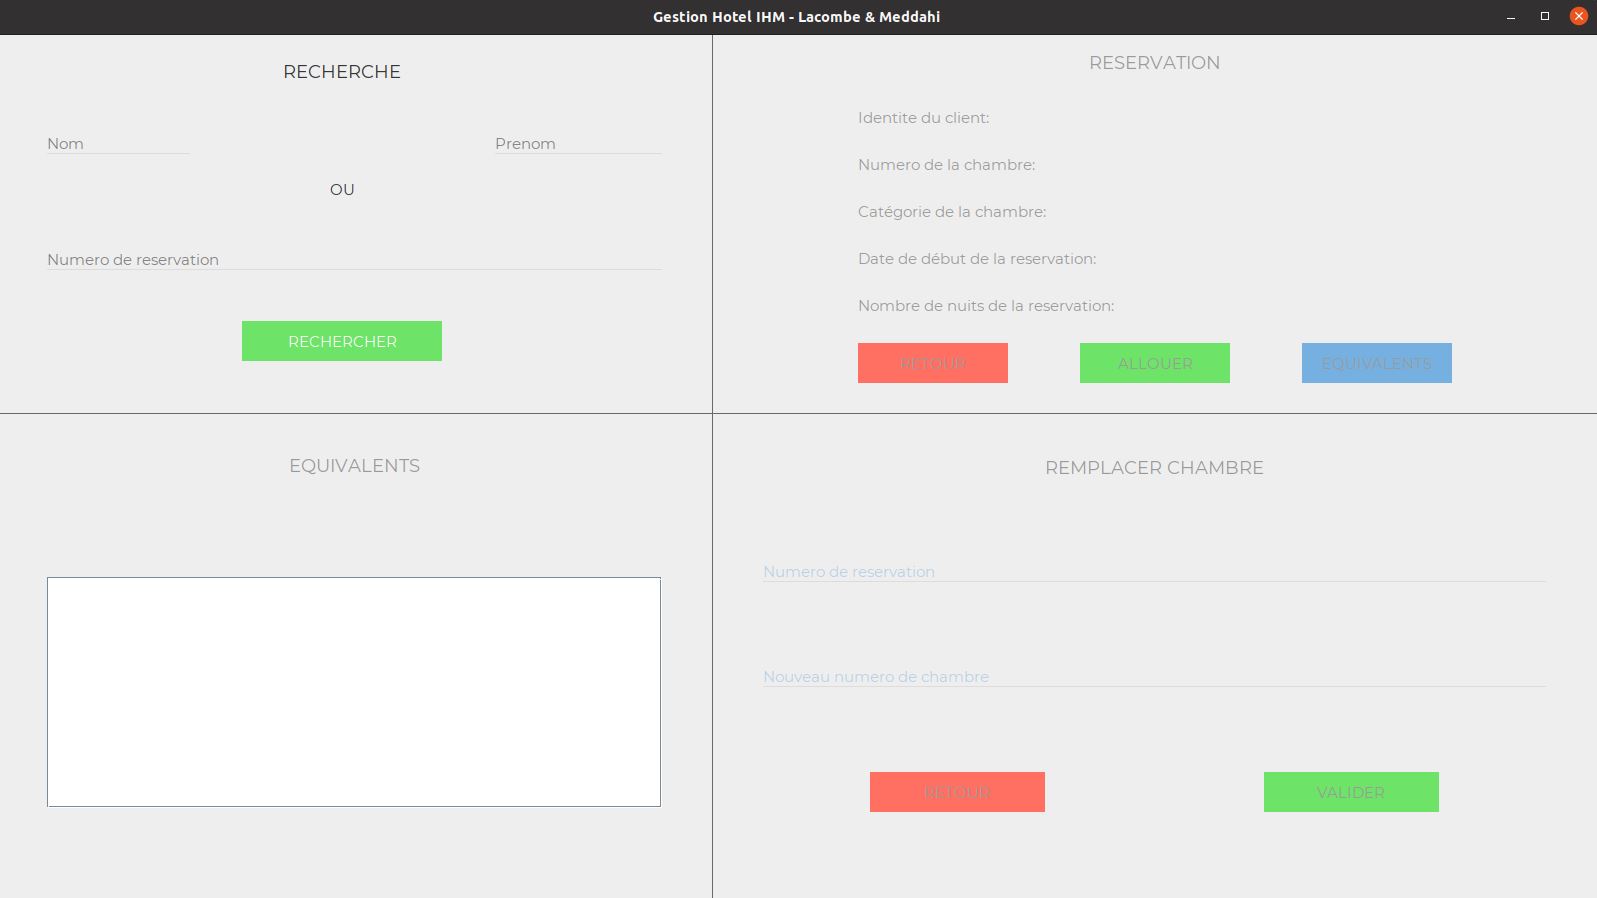 Gestion Hotel IHM - Lacombe & Meddahi
RECHERCHE
Nom
Prenom
OU
Numero de reservation
RECHERCHER
RESERVATION
Identite du client:
Numero de la chambre:
Catégorie de la chambre:
Date de début de la reservation:
Nombre de nuits de la reservation:
RETOUR
ALLOUER
EQUIVALENTS
EQUIVALENTS
REMPLACER CHAMBRE
Numero de reservation
Nouveau numero de chambre
RETOUR
VALIDER